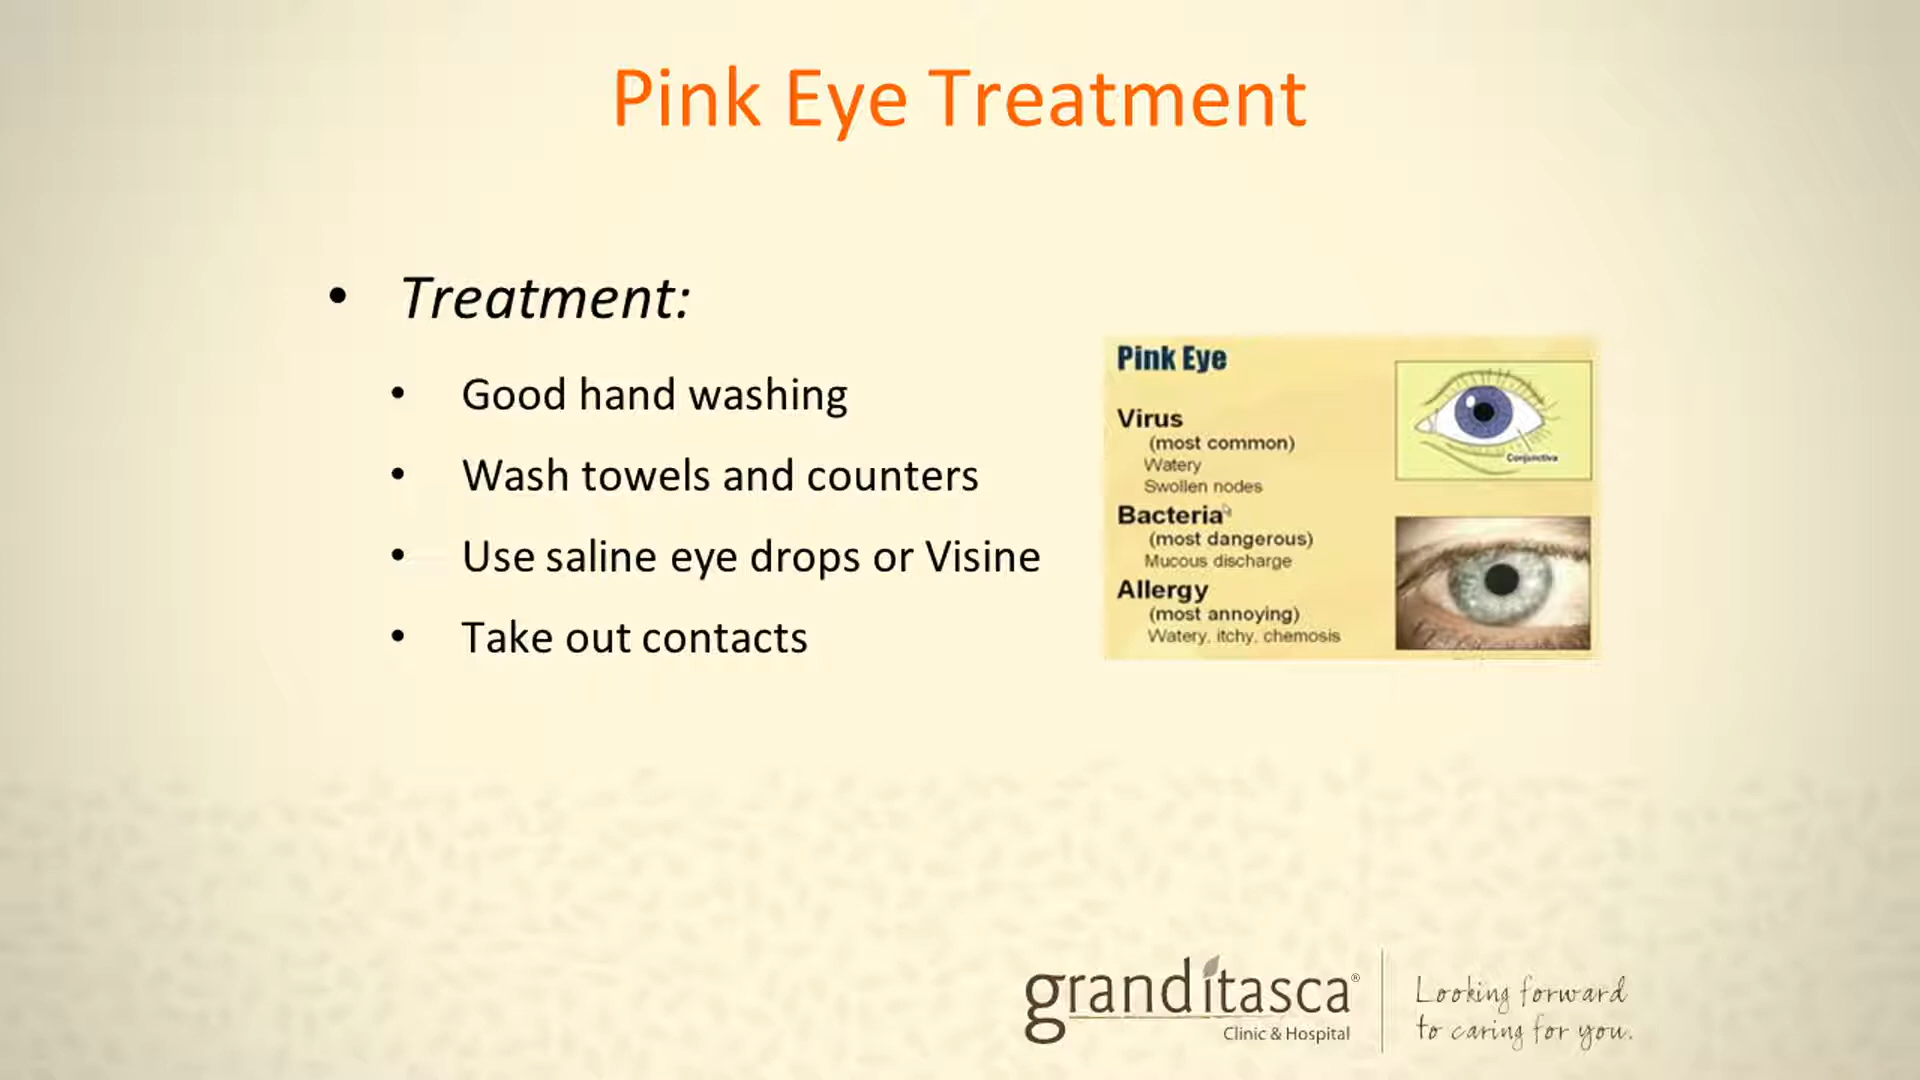 Pink Eye Treatment
• Treatment:
• Good hand washing
• Wash towels and counters
• Use saline eye drops or Visine
• Take out contacts
Pink Eye
Virus
(most common)
Watery
Swollen nodes
Bacteria
(most dangerous)
Mucous discharge
Allergy
(most annoying)
Watery, itchy, chemosis
Conjunctiva
granditasca®
Clinic & Hospital
Looking forward
to caring for you.